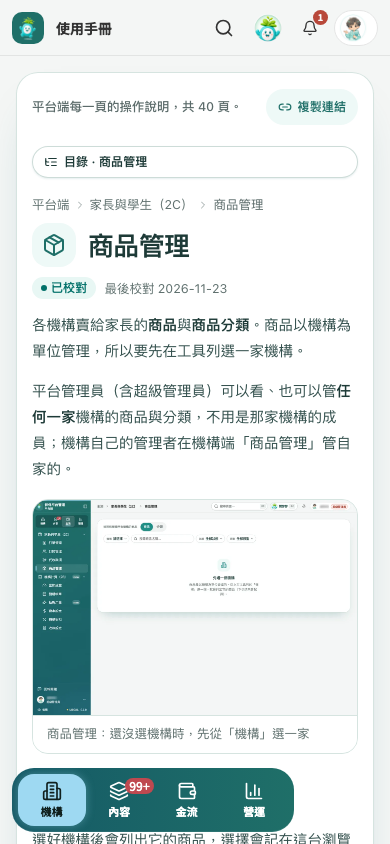 使用手冊
1
平台端每一頁的操作說明，共 40 頁。
複製連結
目錄 · 商品管理
平台端 > 家長與學生（2C） > 商品管理
商品管理
已校對 最後校對 2026-11-23
各機構賣給家長的商品與商品分類。商品以機構為
單位管理，所以要先在工具列選一家機構。
平台管理員（含超級管理員）可以看、也可以管任
何一家機構的商品與分類，不用是那家機構的成
員；機構自己的管理者在機構端「商品管理」管自
家的。
商品管理：還沒選機構時，先從「機構」選一家
機構
內容
99+
金流
營運
選好機構後會列出它的商品，選擇會記在這台瀏覽